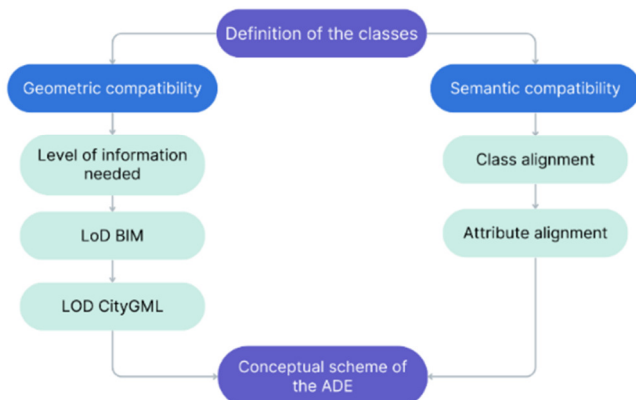 Definition of the classes
Geometric compatibility
Semantic compatibility
Level of information
needed
Class alignment
LoD BIM
Attribute alignment
LOD CityGML
Conceptual scheme of
the ADE